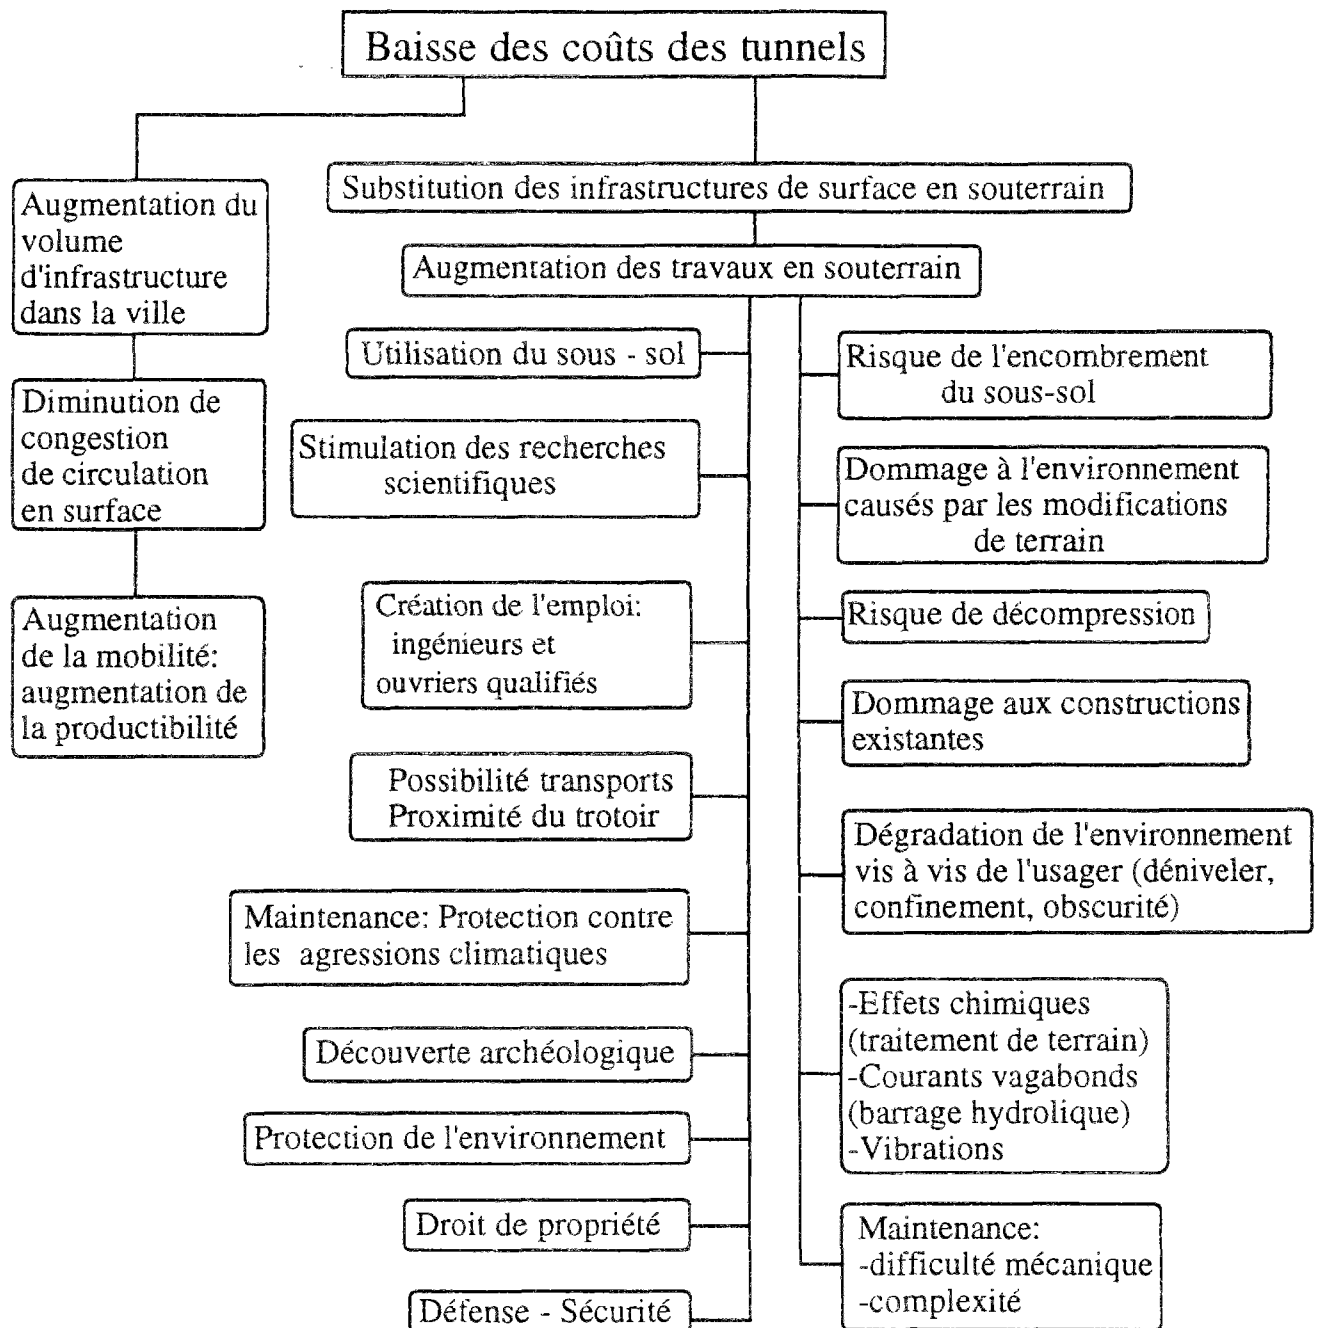 Baisse des coûts des tunnels
Augmentation du
volume
d'infrastructure
dans la ville
Diminution de
congestion
de circulation
en surface
Augmentation
de la mobilité:
augmentation de
la productibilité
Substitution des infrastructures de surface en souterrain
Augmentation des travaux en souterrain
Utilisation du sous - sol
Stimulation des recherches
scientifiques
Création de l'emploi:
ingénieurs et
ouvriers qualifiés
Possibilité transports
Proximité du trotoir
Maintenance: Protection contre
les agressions climatiques
Découverte archéologique
Protection de l'environnement
Droit de propriété
Défense - Sécurité
Risque de l'encombrement
du sous-sol
Dommage à l'environnement
causés par les modifications
de terrain
Risque de décompression
Dommage aux constructions
existantes
Dégradation de l'environnement
vis à vis de l'usager (déniveler,
confinement, obscurité)
-Effets chimiques
(traitement de terrain)
-Courants vagabonds
(barrage hydrolique)
-Vibrations
Maintenance:
-difficulté mécanique
-complexité